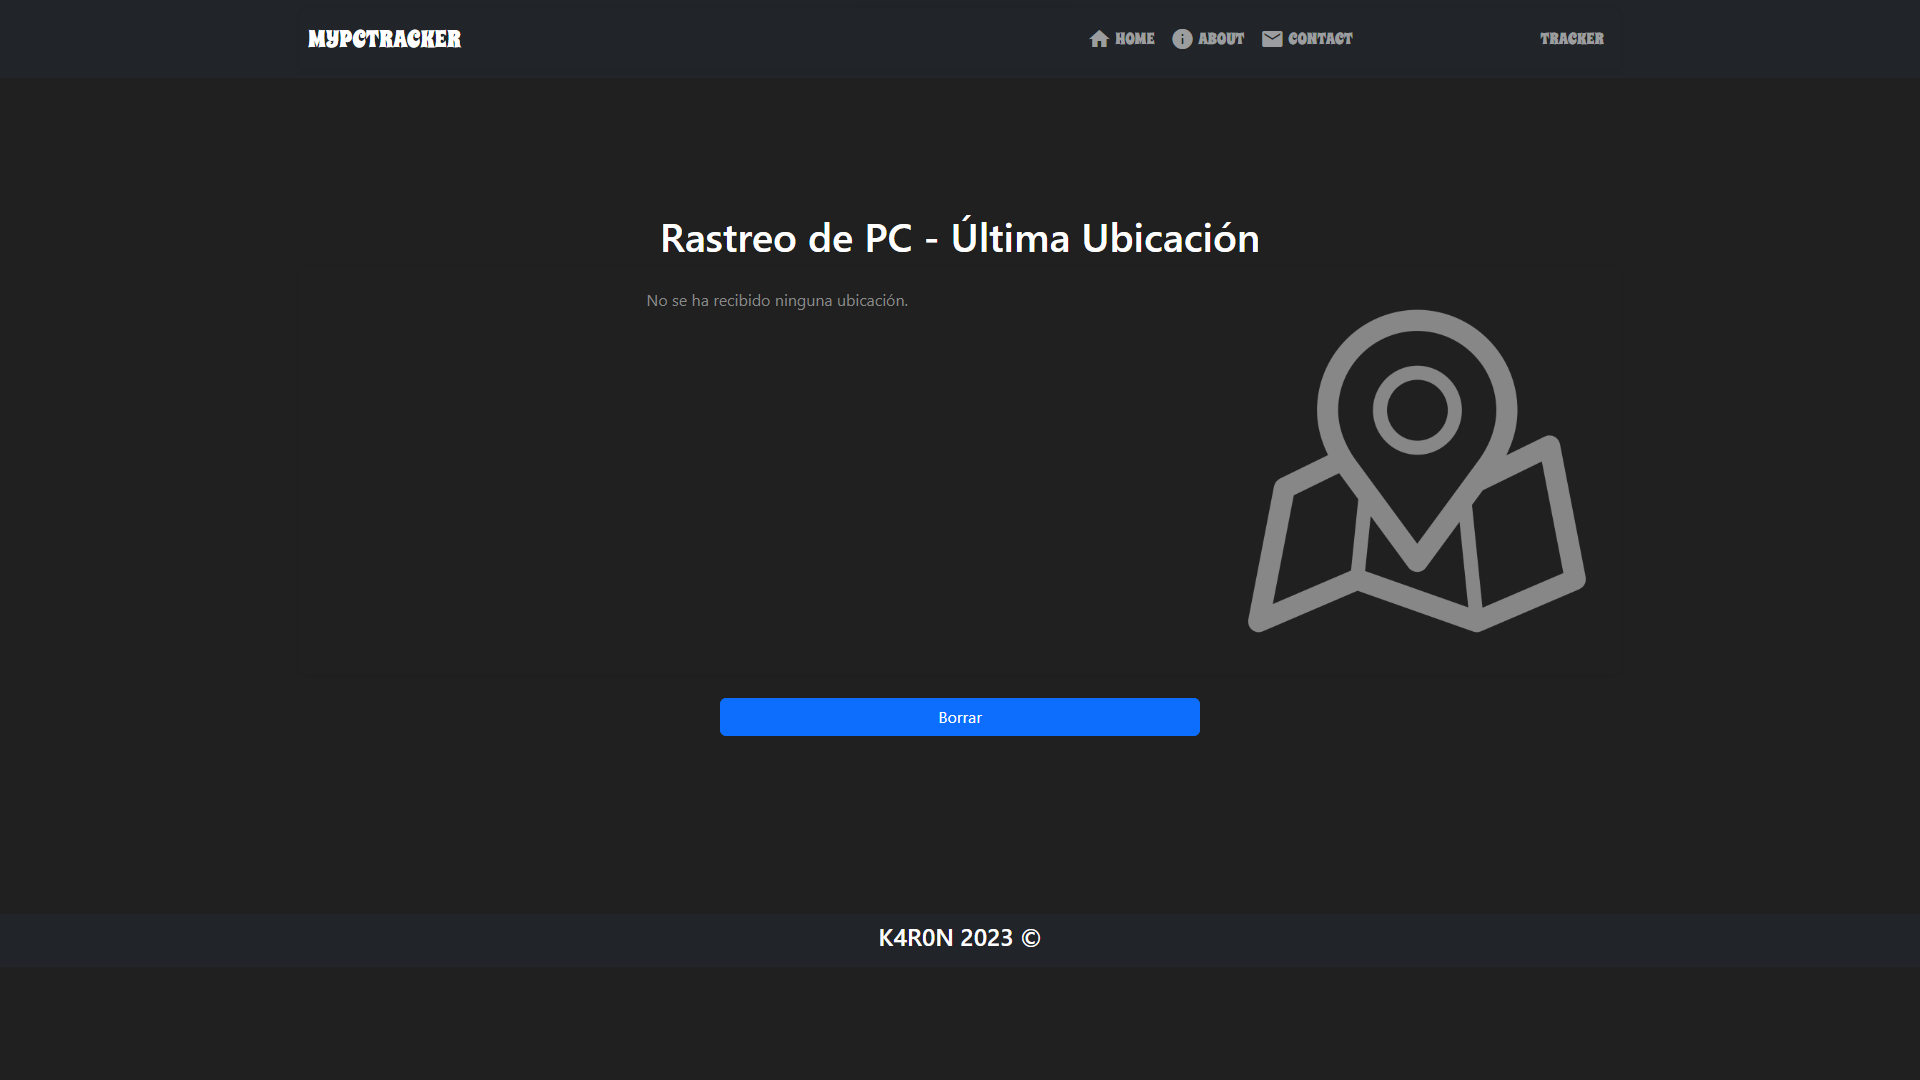 MYPCTRACKER
HOME
ABOUT
CONTACT
TRACKER
Rastreo de PC - Última Ubicación
No se ha recibido ninguna ubicación.
Borrar
K4R0N 2023 ©